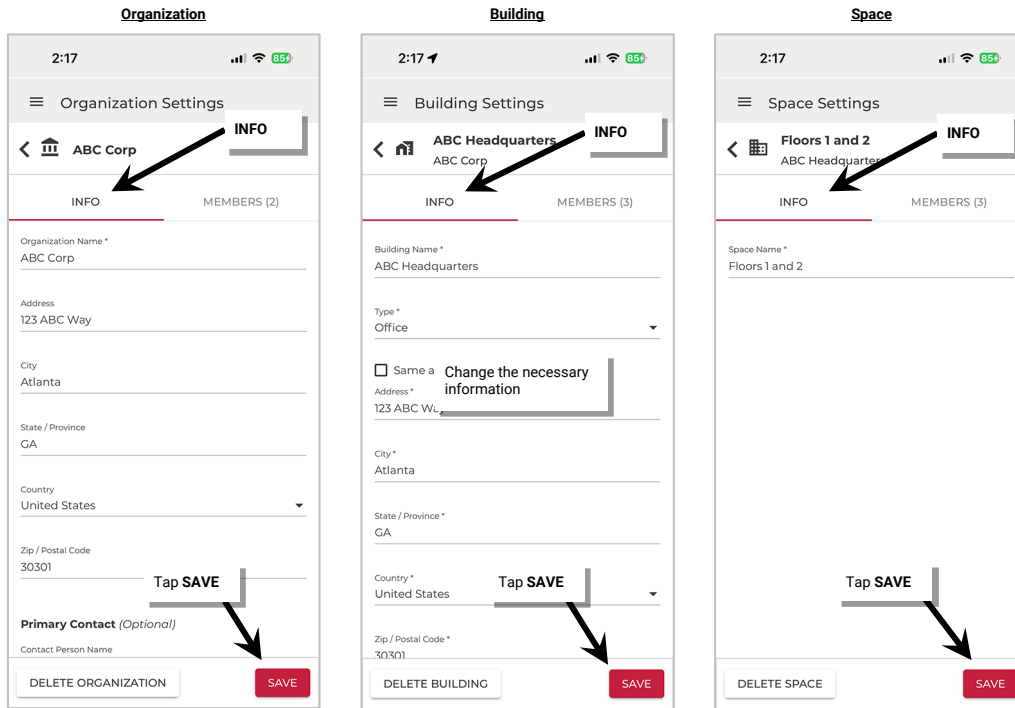 Organization
2:17
85
Organization Settings
INFO
ABC Corp
INFO
MEMBERS (2)
Organization Name *
ABC Corp
Address
123 ABC Way
City
Atlanta
State / Province
GA
Country
United States
Zip / Postal Code
30301
Tap SAVE
Primary Contact (Optional)
Contact Person Name
DELETE ORGANIZATION
SAVE
Building
2:17
85
Building Settings
INFO
ABC Headquarters
ABC Corp
INFO
MEMBERS (3)
Building Name *
ABC Headquarters
Type *
Office
Same a
Change the necessary
information
Address *
123 ABC W
City *
Atlanta
State / Province *
GA
Country *
United States
Tap SAVE
Zip / Postal Code *
30301
DELETE BUILDING
SAVE
Space
2:17
85
Space Settings
INFO
Floors 1 and 2
ABC Headquarters
INFO
MEMBERS (3)
Space Name *
Floors 1 and 2
Tap SAVE
DELETE SPACE
SAVE